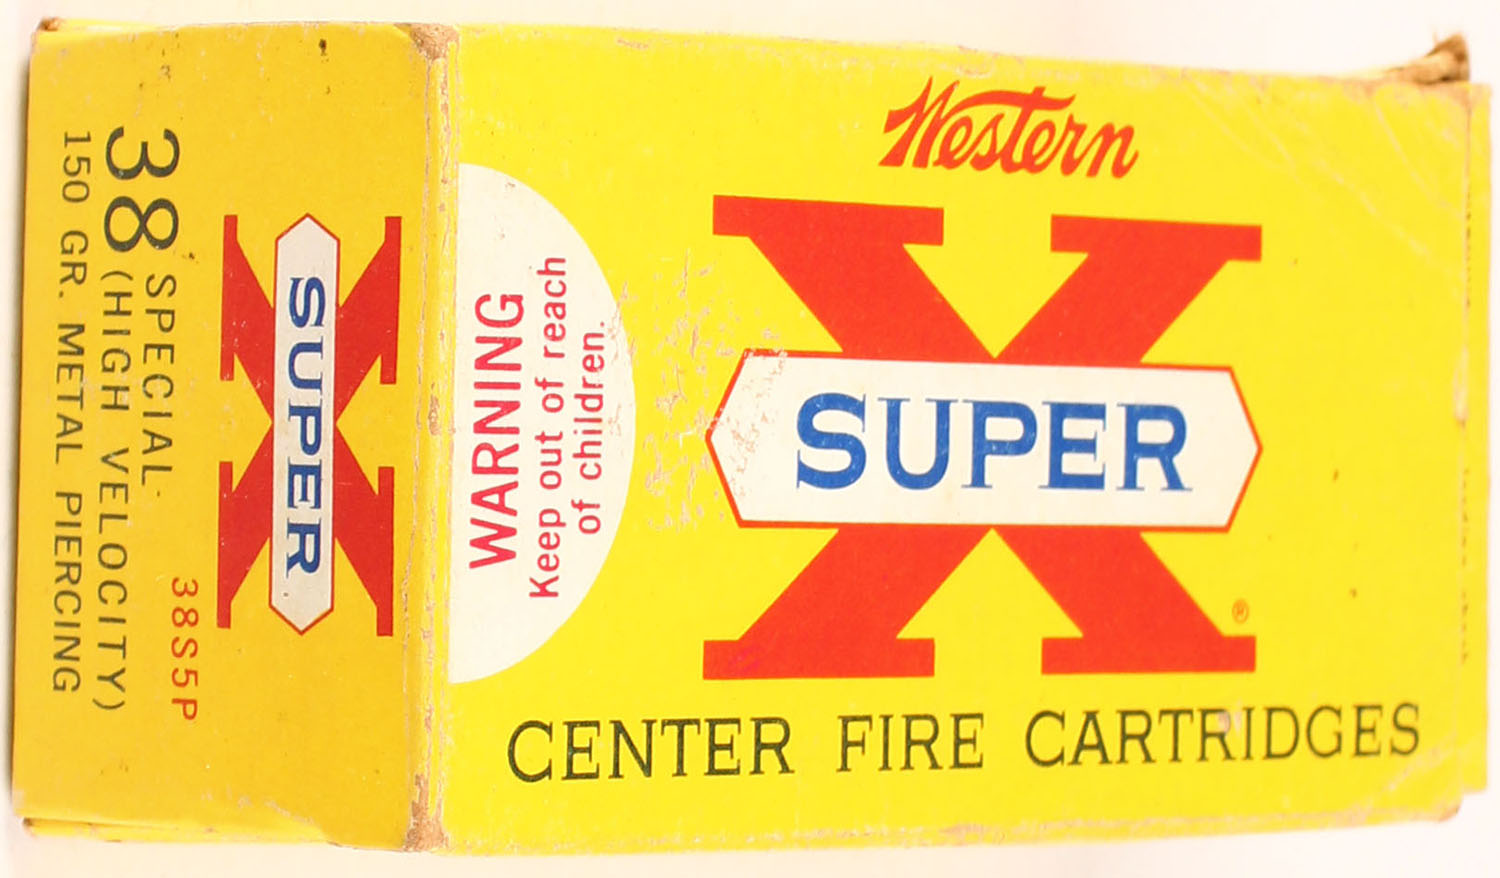 Western
SUPER X
®
CENTER FIRE CARTRIDGES
WARNING
Keep out of reach
of children.
SUPER X
38S5P
38 SPECIAL
(HIGH VELOCITY)
150 GR. METAL PIERCING